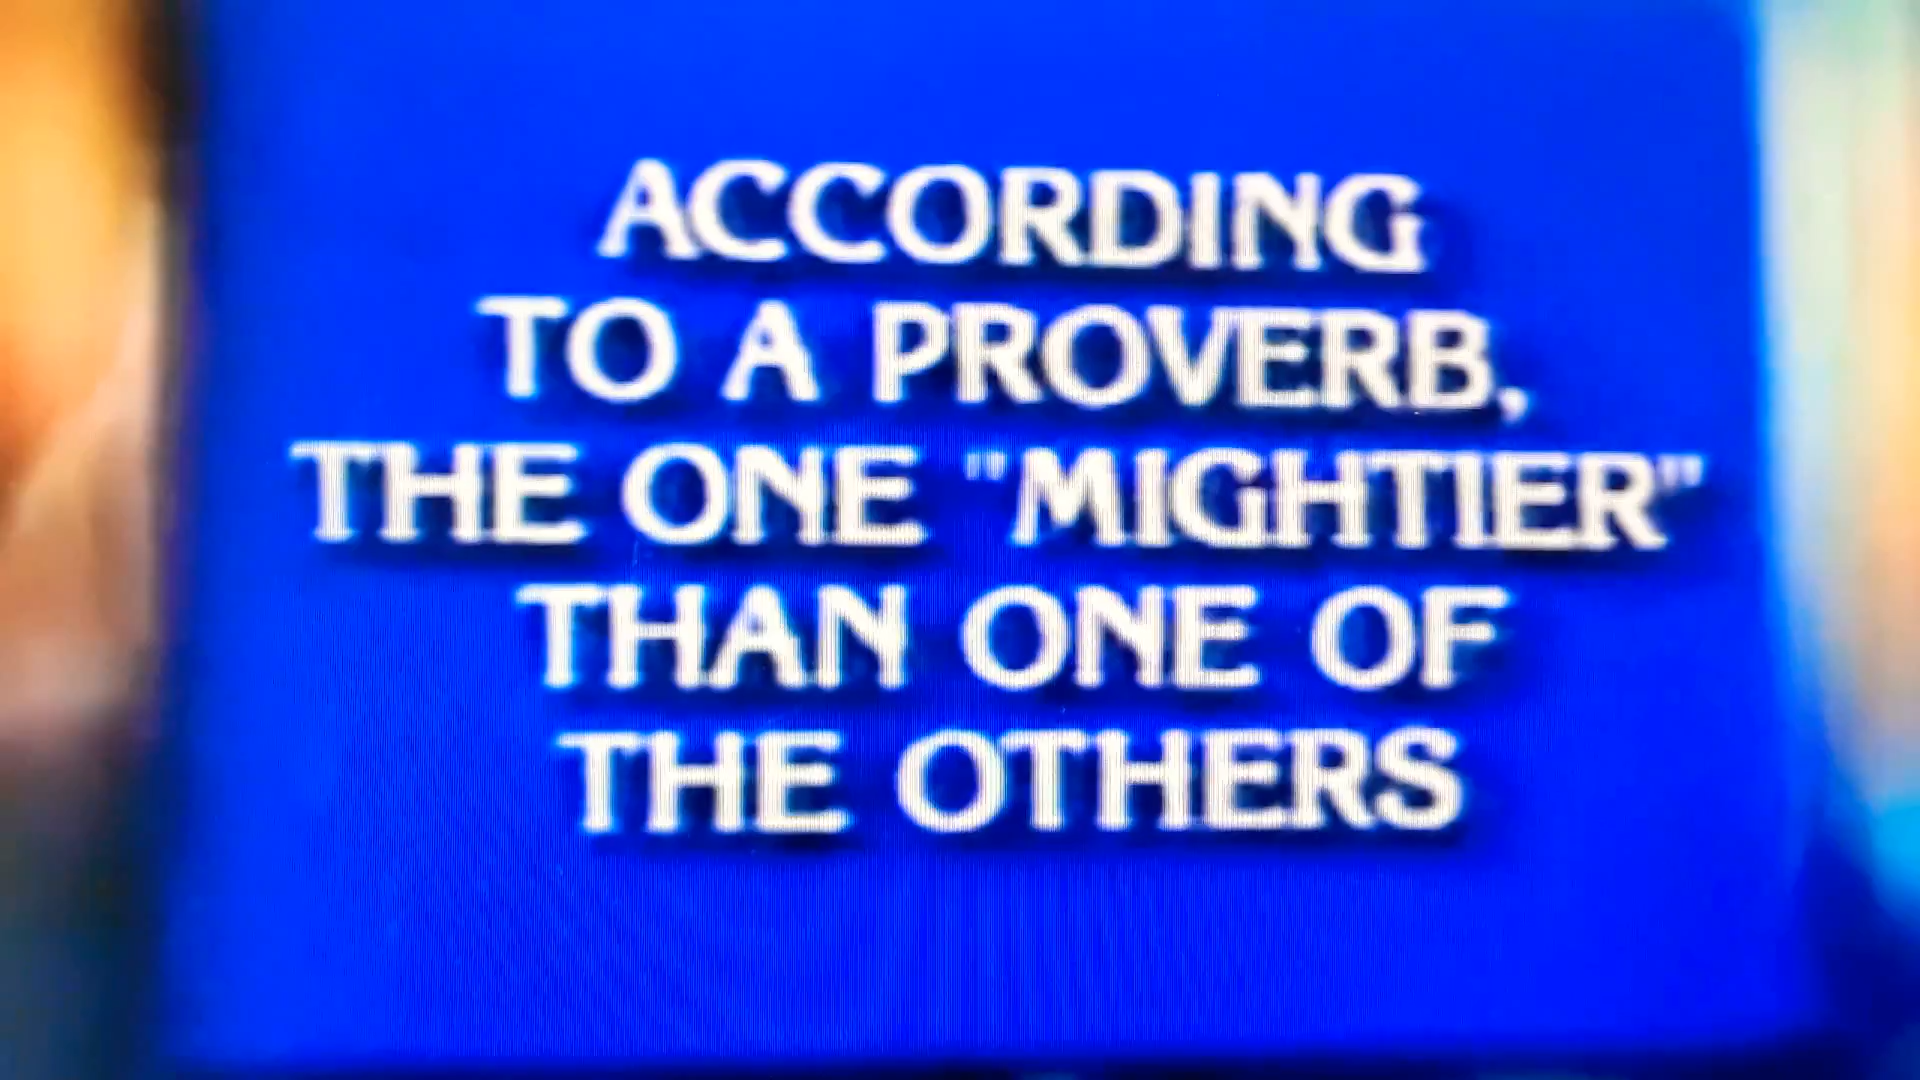 ACCORDING
TO A PROVERB,
THE ONE "MIGHTIER"
THAN ONE OF
THE OTHERS